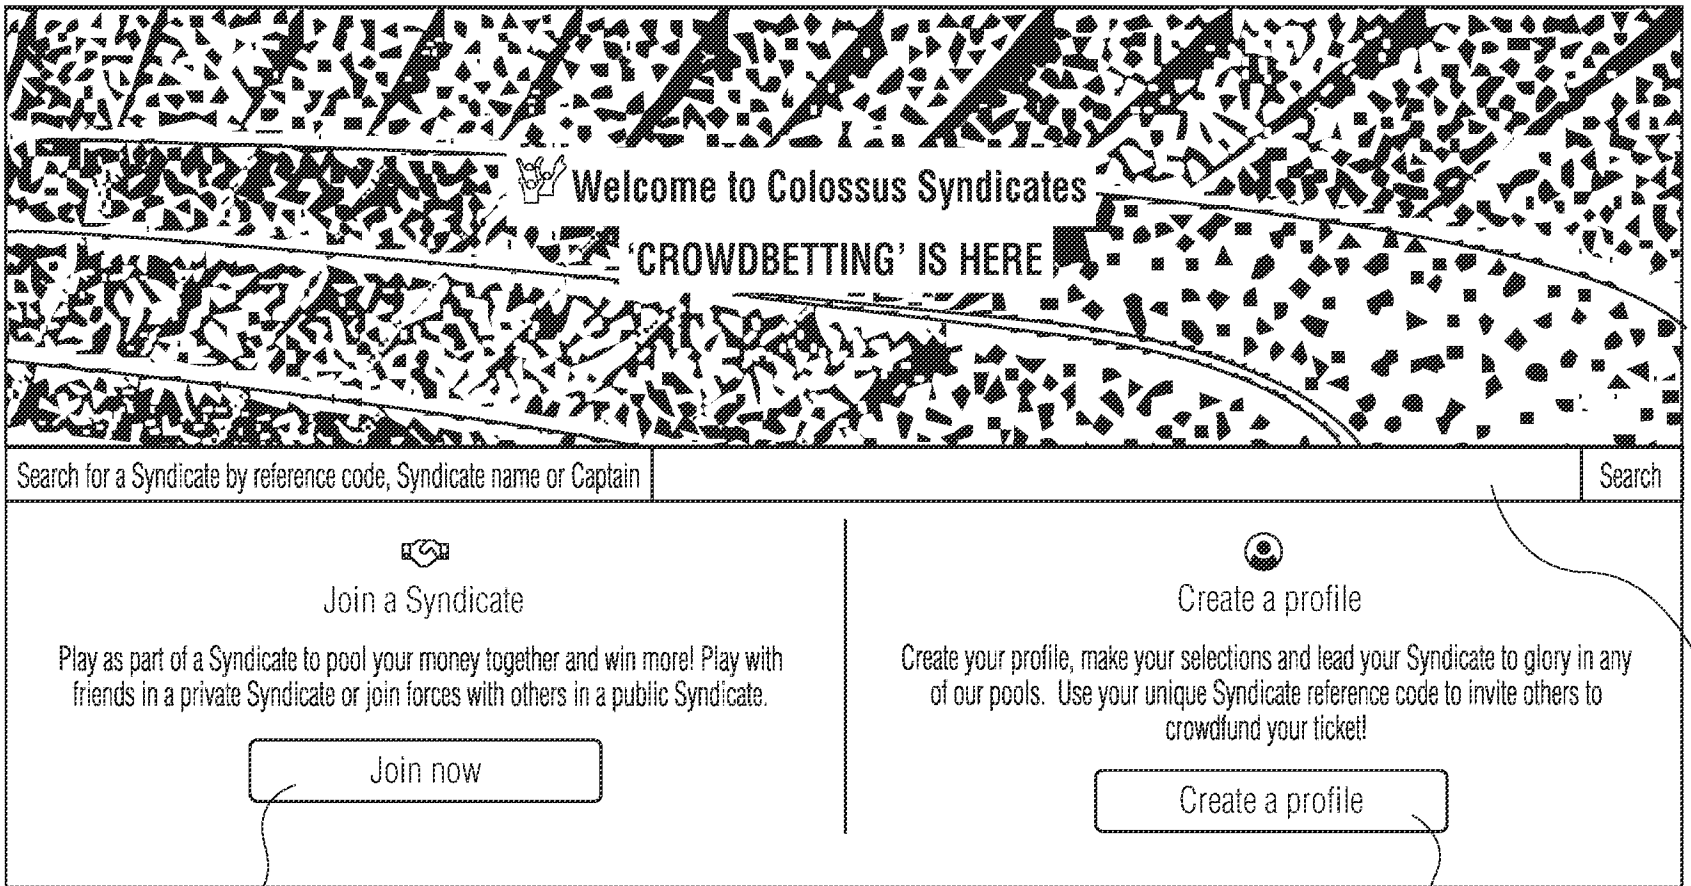 Welcome to Colossus Syndicates
‘CROWDBETTING’ IS HERE
Search for a Syndicate by reference code, Syndicate name or Captain
Search
Join a Syndicate
Play as part of a Syndicate to pool your money together and win more! Play with
friends in a private Syndicate or join forces with others in a public Syndicate.
Join now
Create a profile
Create your profile, make your selections and lead your Syndicate to glory in any
of our pools. Use your unique Syndicate reference code to invite others to
crowdfund your ticket!
Create a profile